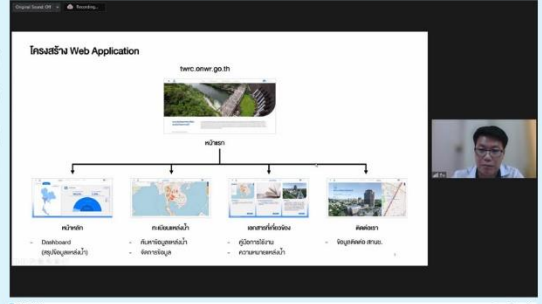 Original Sound: Off
Recording...
โครงสร้าง Web Application
twrc.onwr.go.th
หน้าแรก
หน้าหลัก
ทะเบียนแหล่งน้ำ
เอกสารที่เกี่ยวข้อง
ติดต่อเรา
- Dashboard
(สรุปข้อมูลแหล่งน้ำ)
- ค้นหาข้อมูลแหล่งน้ำ
- จัดการข้อมูล
- คู่มือการใช้งาน
- ความหมายแหล่งน้ำ
- ข้อมูลติดต่อ สทนช.